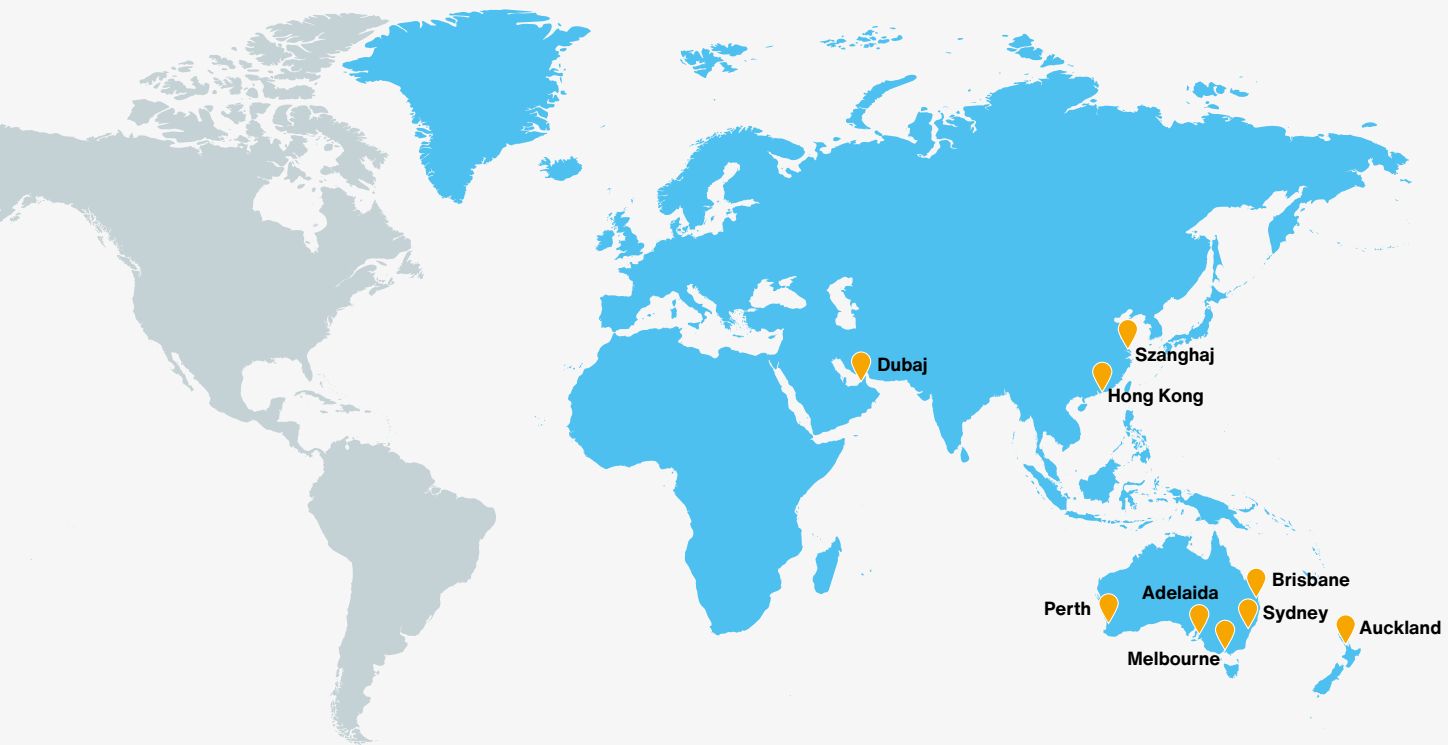 Szanghaj
Dubaj
Hong Kong
Brisbane
Adelaida
Perth
Sydney
Auckland
Melbourne